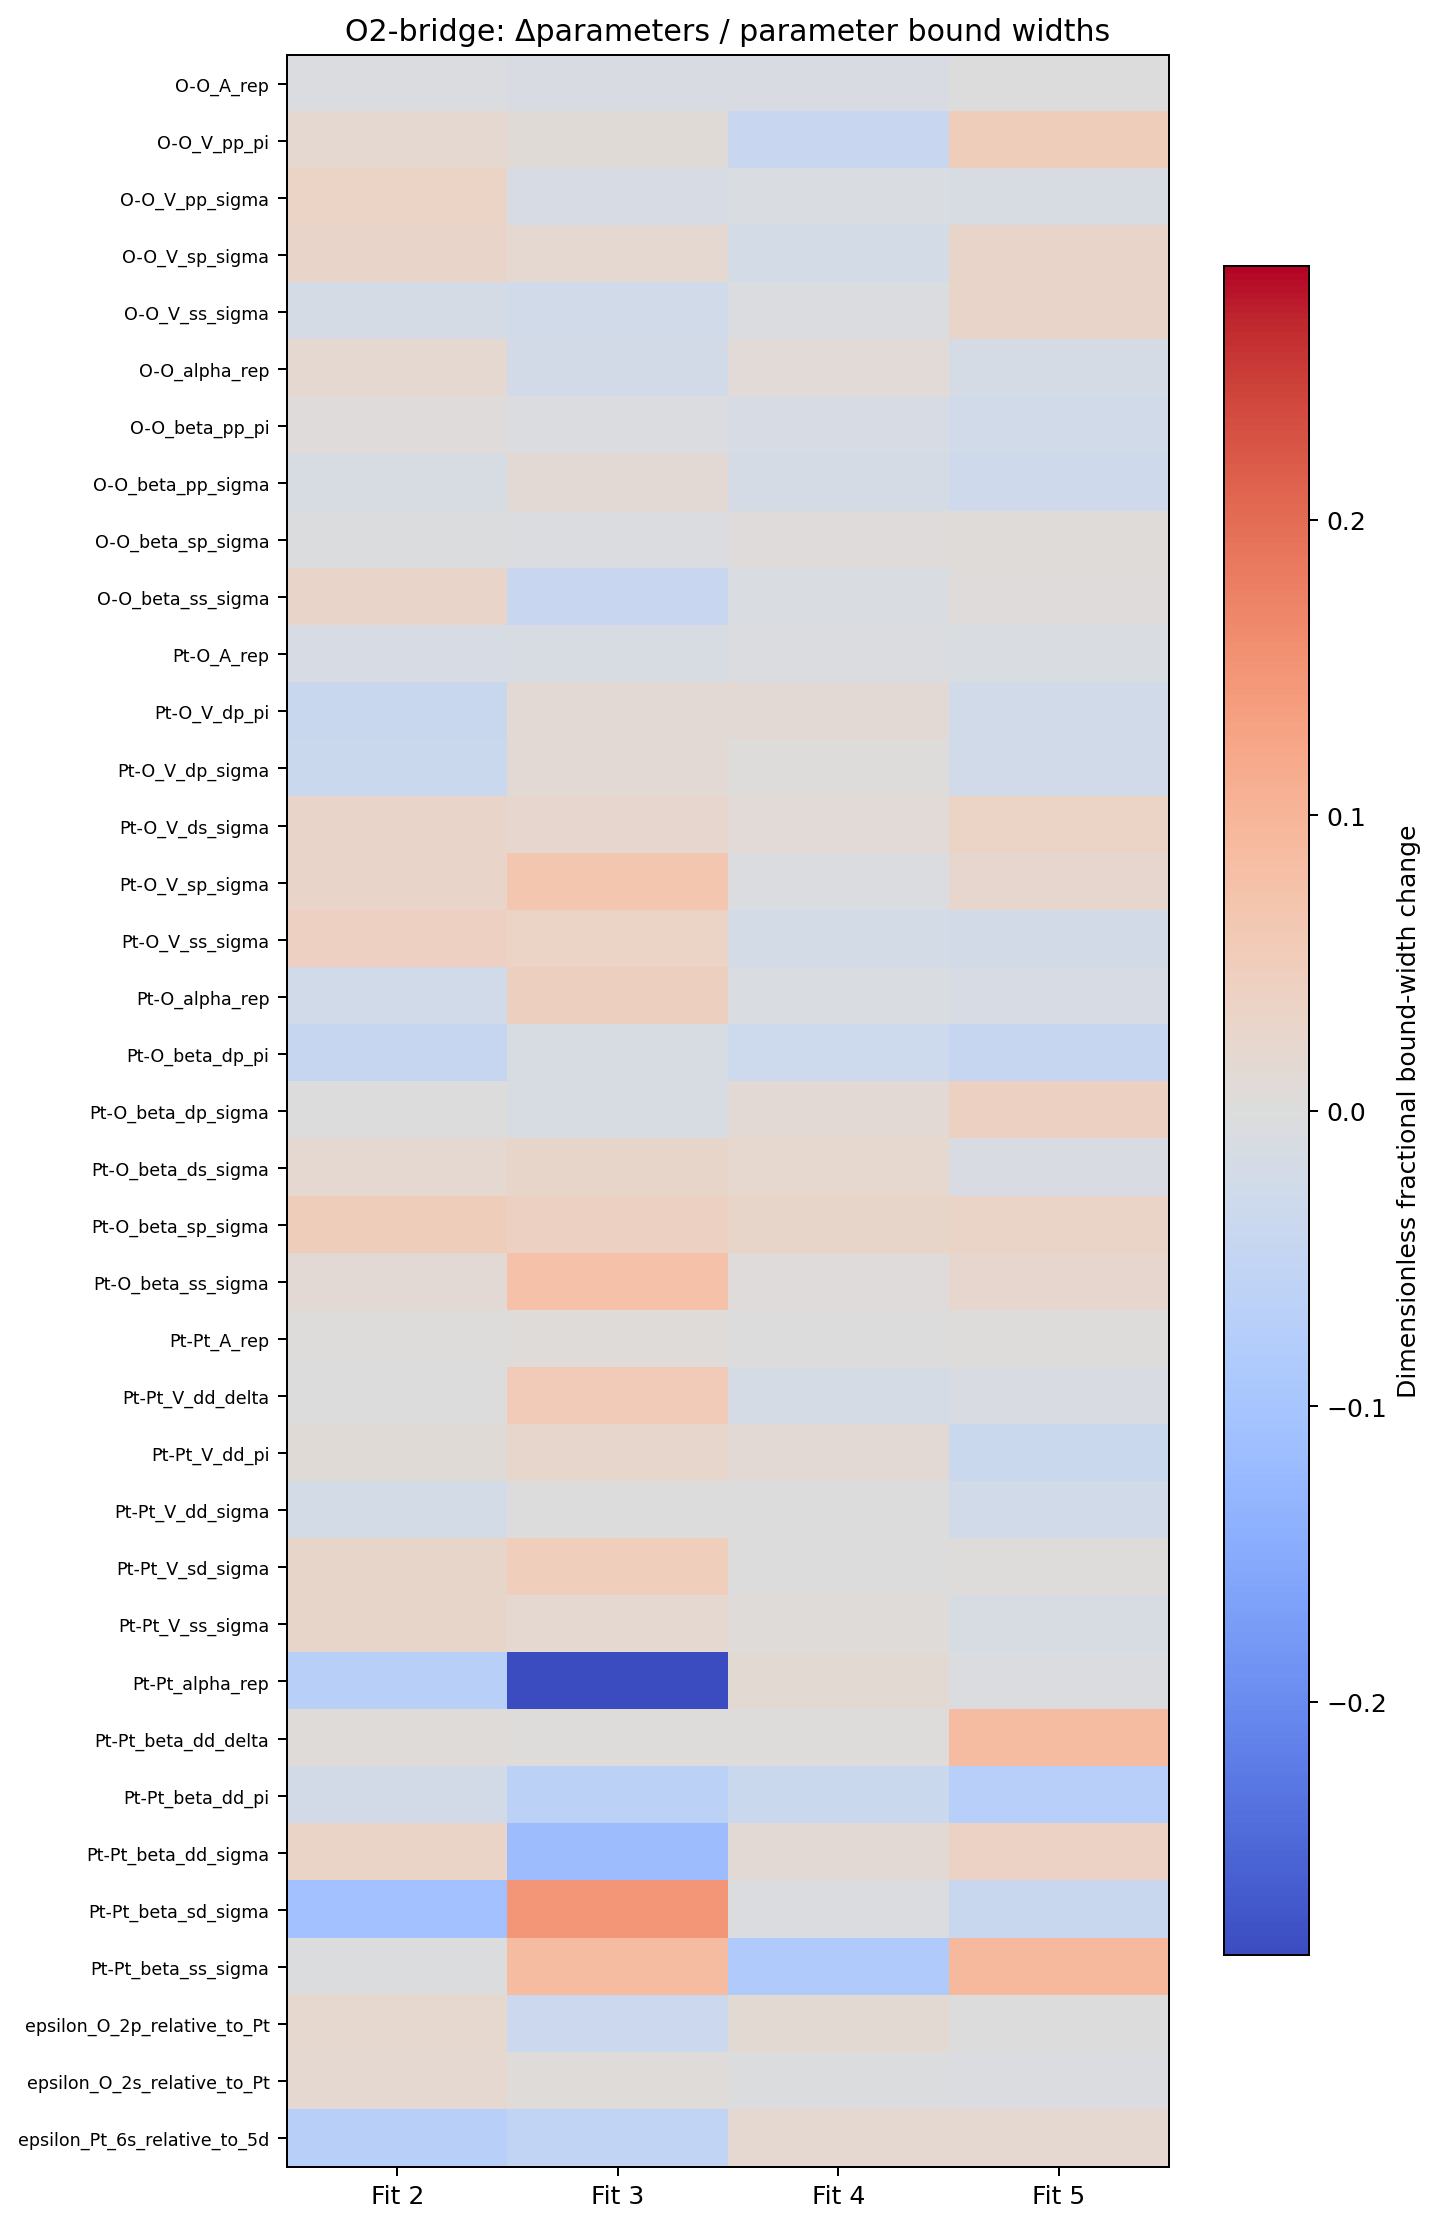 O2-bridge: Δparameters / parameter bound widths
O-O_A_rep
O-O_V_pp_pi
O-O_V_pp_sigma
O-O_V_sp_sigma
O-O_V_ss_sigma
O-O_alpha_rep
O-O_beta_pp_pi
O-O_beta_pp_sigma
O-O_beta_sp_sigma
O-O_beta_ss_sigma
Pt-O_A_rep
Pt-O_V_dp_pi
Pt-O_V_dp_sigma
Pt-O_V_ds_sigma
Pt-O_V_sp_sigma
Pt-O_V_ss_sigma
Pt-O_alpha_rep
Pt-O_beta_dp_pi
Pt-O_beta_dp_sigma
Pt-O_beta_ds_sigma
Pt-O_beta_sp_sigma
Pt-O_beta_ss_sigma
Pt-Pt_A_rep
Pt-Pt_V_dd_delta
Pt-Pt_V_dd_pi
Pt-Pt_V_dd_sigma
Pt-Pt_V_sd_sigma
Pt-Pt_V_ss_sigma
Pt-Pt_alpha_rep
Pt-Pt_beta_dd_delta
Pt-Pt_beta_dd_pi
Pt-Pt_beta_dd_sigma
Pt-Pt_beta_sd_sigma
Pt-Pt_beta_ss_sigma
epsilon_O_2p_relative_to_Pt
epsilon_O_2s_relative_to_Pt
epsilon_Pt_6s_relative_to_5d
Fit 2
Fit 3
Fit 4
Fit 5
0.2
0.1
0.0
−0.1
−0.2
Dimensionless fractional bound-width change